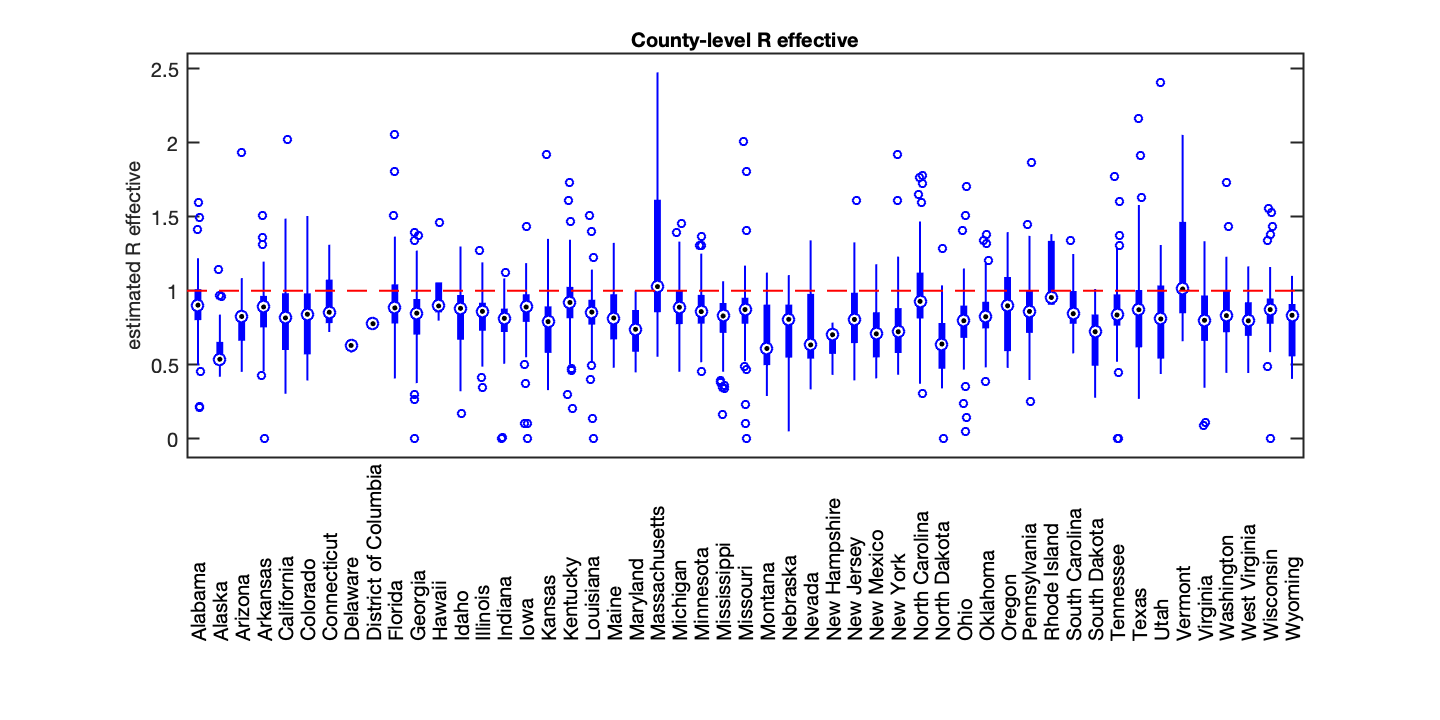 County-level R effective
estimated R effective
2.5
2
1.5
1
0.5
0
Alabama
Alaska
Arizona
Arkansas
California
Colorado
Connecticut
Delaware
District of Columbia
Florida
Georgia
Hawaii
Idaho
Illinois
Indiana
Iowa
Kansas
Kentucky
Louisiana
Maine
Maryland
Massachusetts
Michigan
Minnesota
Mississippi
Missouri
Montana
Nebraska
Nevada
New Hampshire
New Jersey
New Mexico
New York
North Carolina
North Dakota
Ohio
Oklahoma
Oregon
Pennsylvania
Rhode Island
South Carolina
South Dakota
Tennessee
Texas
Utah
Vermont
Virginia
Washington
West Virginia
Wisconsin
Wyoming